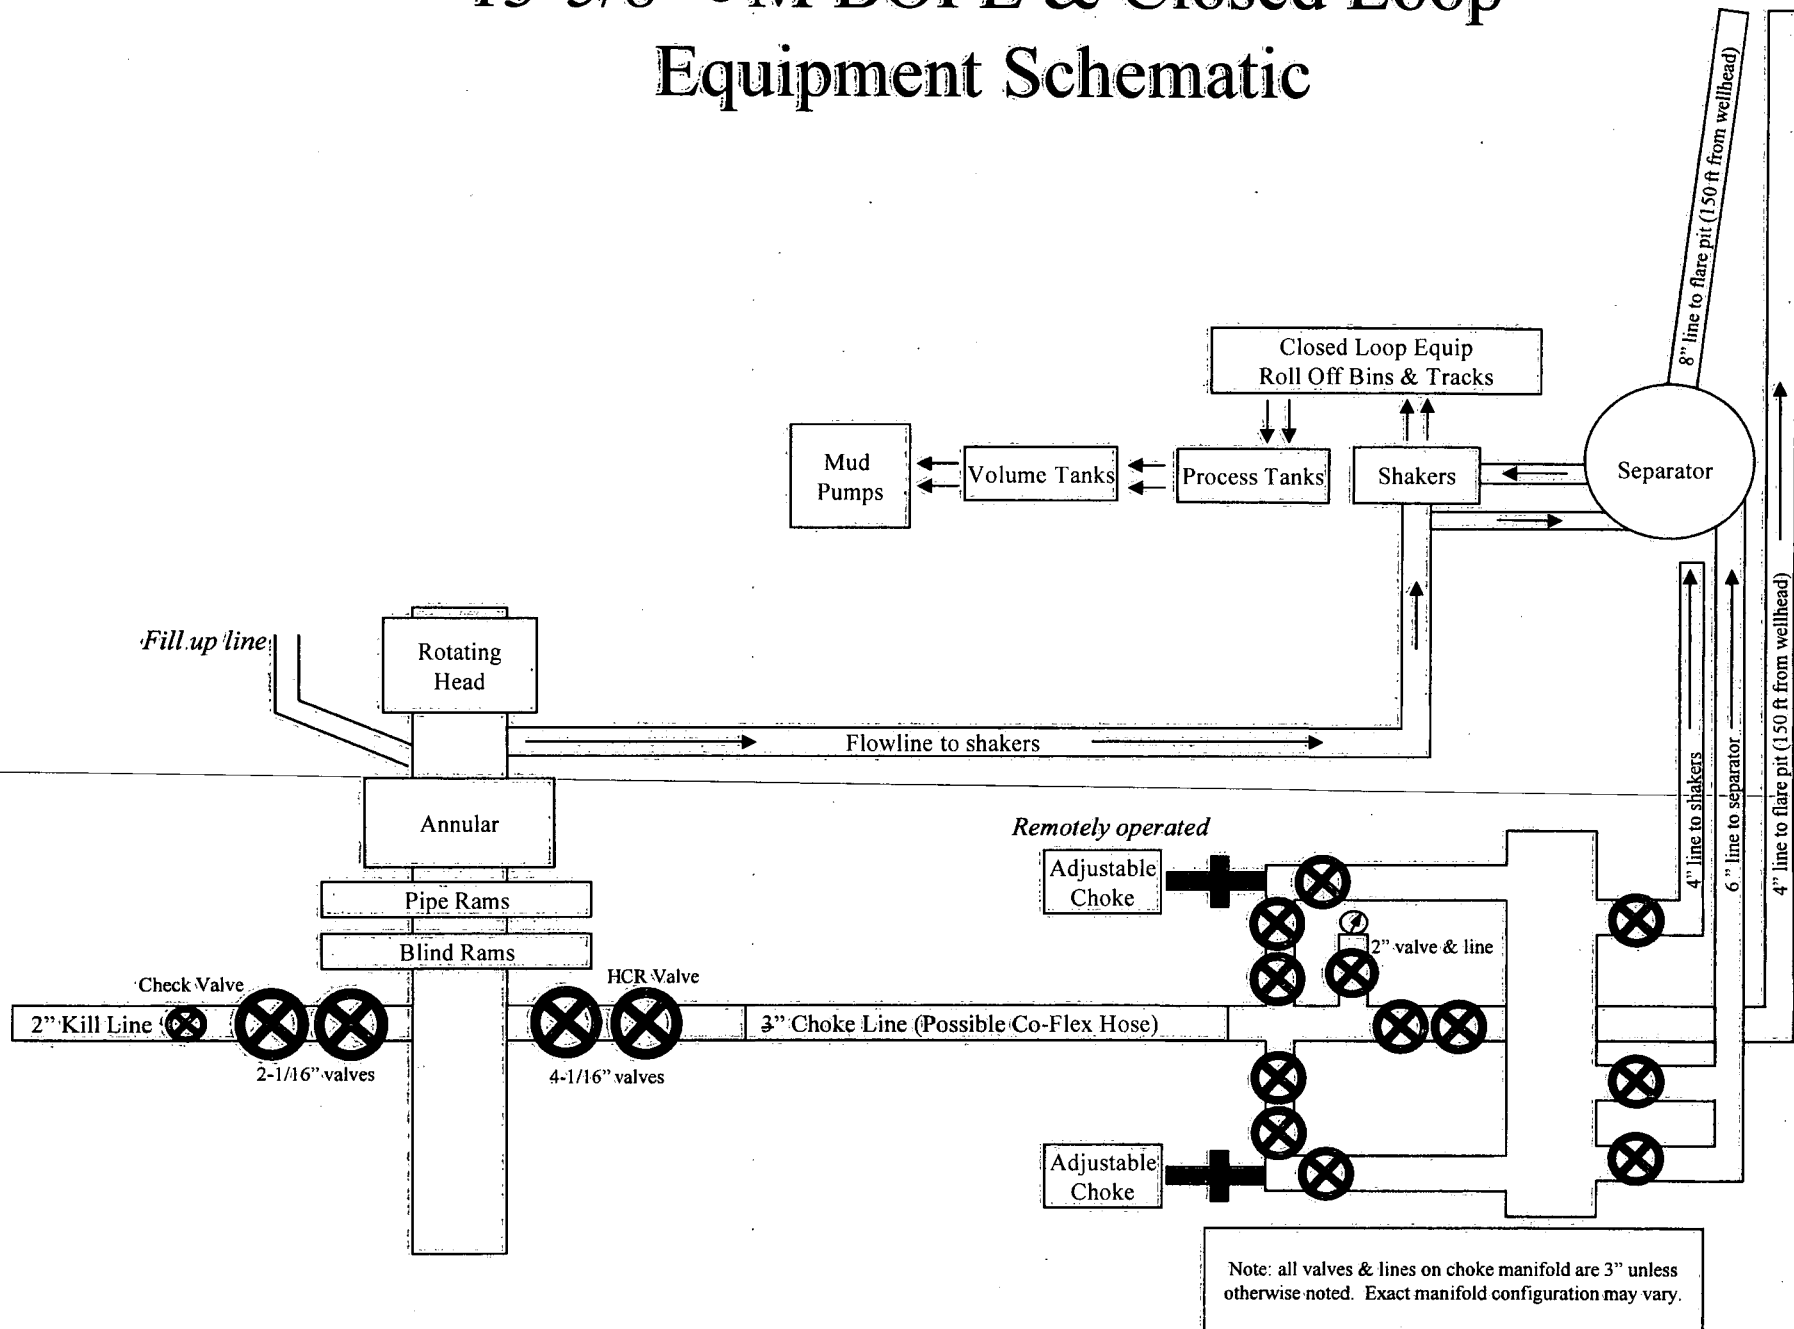 Equipment Schematic
8” line to flare pit (150 ft from wellhead)
Closed Loop Equip
Roll Off Bins & Tracks
Mud
Pumps
Volume Tanks
Process Tanks
Shakers
Separator
Fill up line
Rotating
Head
Flowline to shakers
Annular
Pipe Rams
Blind Rams
Check Valve
HCR Valve
2” Kill Line
3” Choke Line (Possible Co-Flex Hose)
2-1/16” valves
4-1/16” valves
Remotely operated
Adjustable
Choke
2” valve & line
Adjustable
Choke
4” line to shakers
6” line to separator
4” line to flare pit (150 ft from wellhead)
Note: all valves & lines on choke manifold are 3” unless
otherwise noted. Exact manifold configuration may vary.